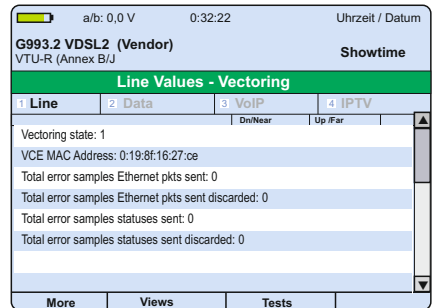 a/b: 0,0 V 0:32:22 Uhrzeit / Datum
G993.2 VDSL2 (Vendor)
VTU-R (Annex B/J
Showtime
Line Values - Vectoring
1 Line 2 Data 3 VoIP 4 IPTV
Dn/Near Up /Far
Vectoring state: 1
VCE MAC Address: 0:19:8f:16:27:ce
Total error samples Ethernet pkts sent: 0
Total error samples Ethernet pkts sent discarded: 0
Total error samples statuses sent: 0
Total error samples statuses sent discarded: 0
More Views Tests